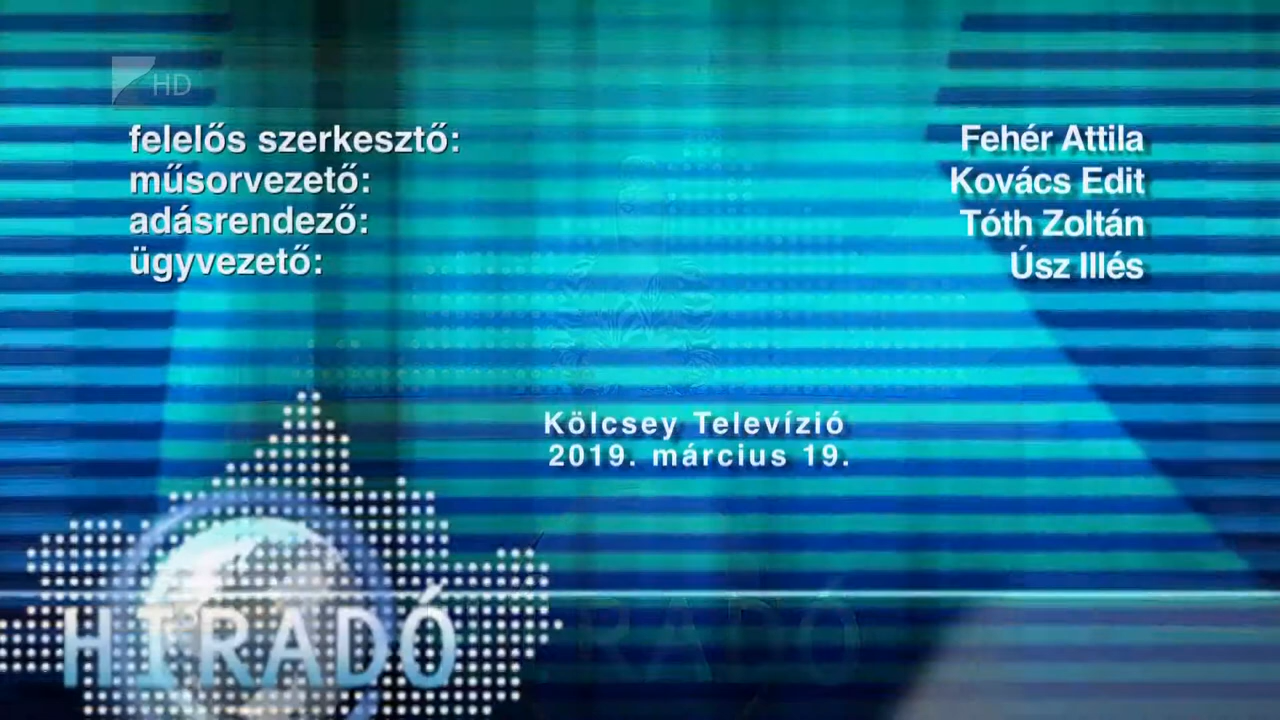 HD
felelős szerkesztő: Fehér Attila
műsorvezető: Kovács Edit
adásrendező: Tóth Zoltán
ügyvezető: Úsz Illés
Kölcsey Televízió
2019. március 19.
HIRADÓ